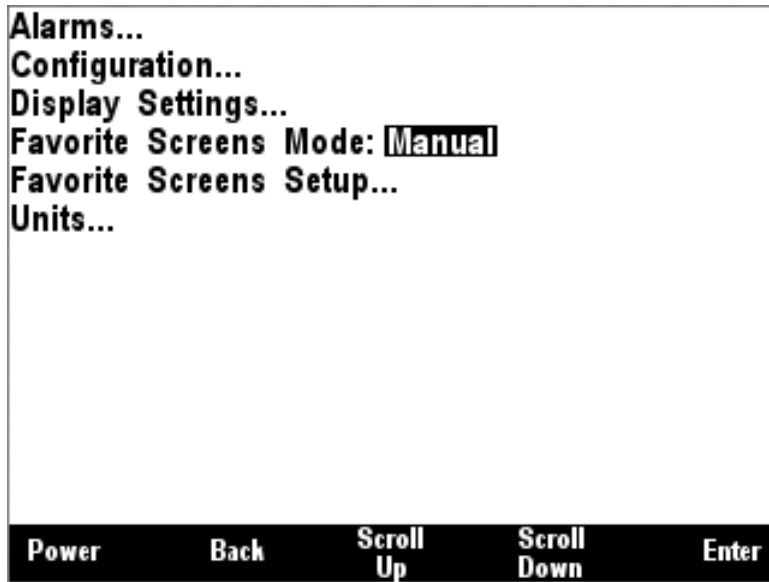 Alarms...
Configuration...
Display Settings...
Favorite Screens Mode: Manual
Favorite Screens Setup...
Units...
Power Back Scroll Up Scroll Down Enter